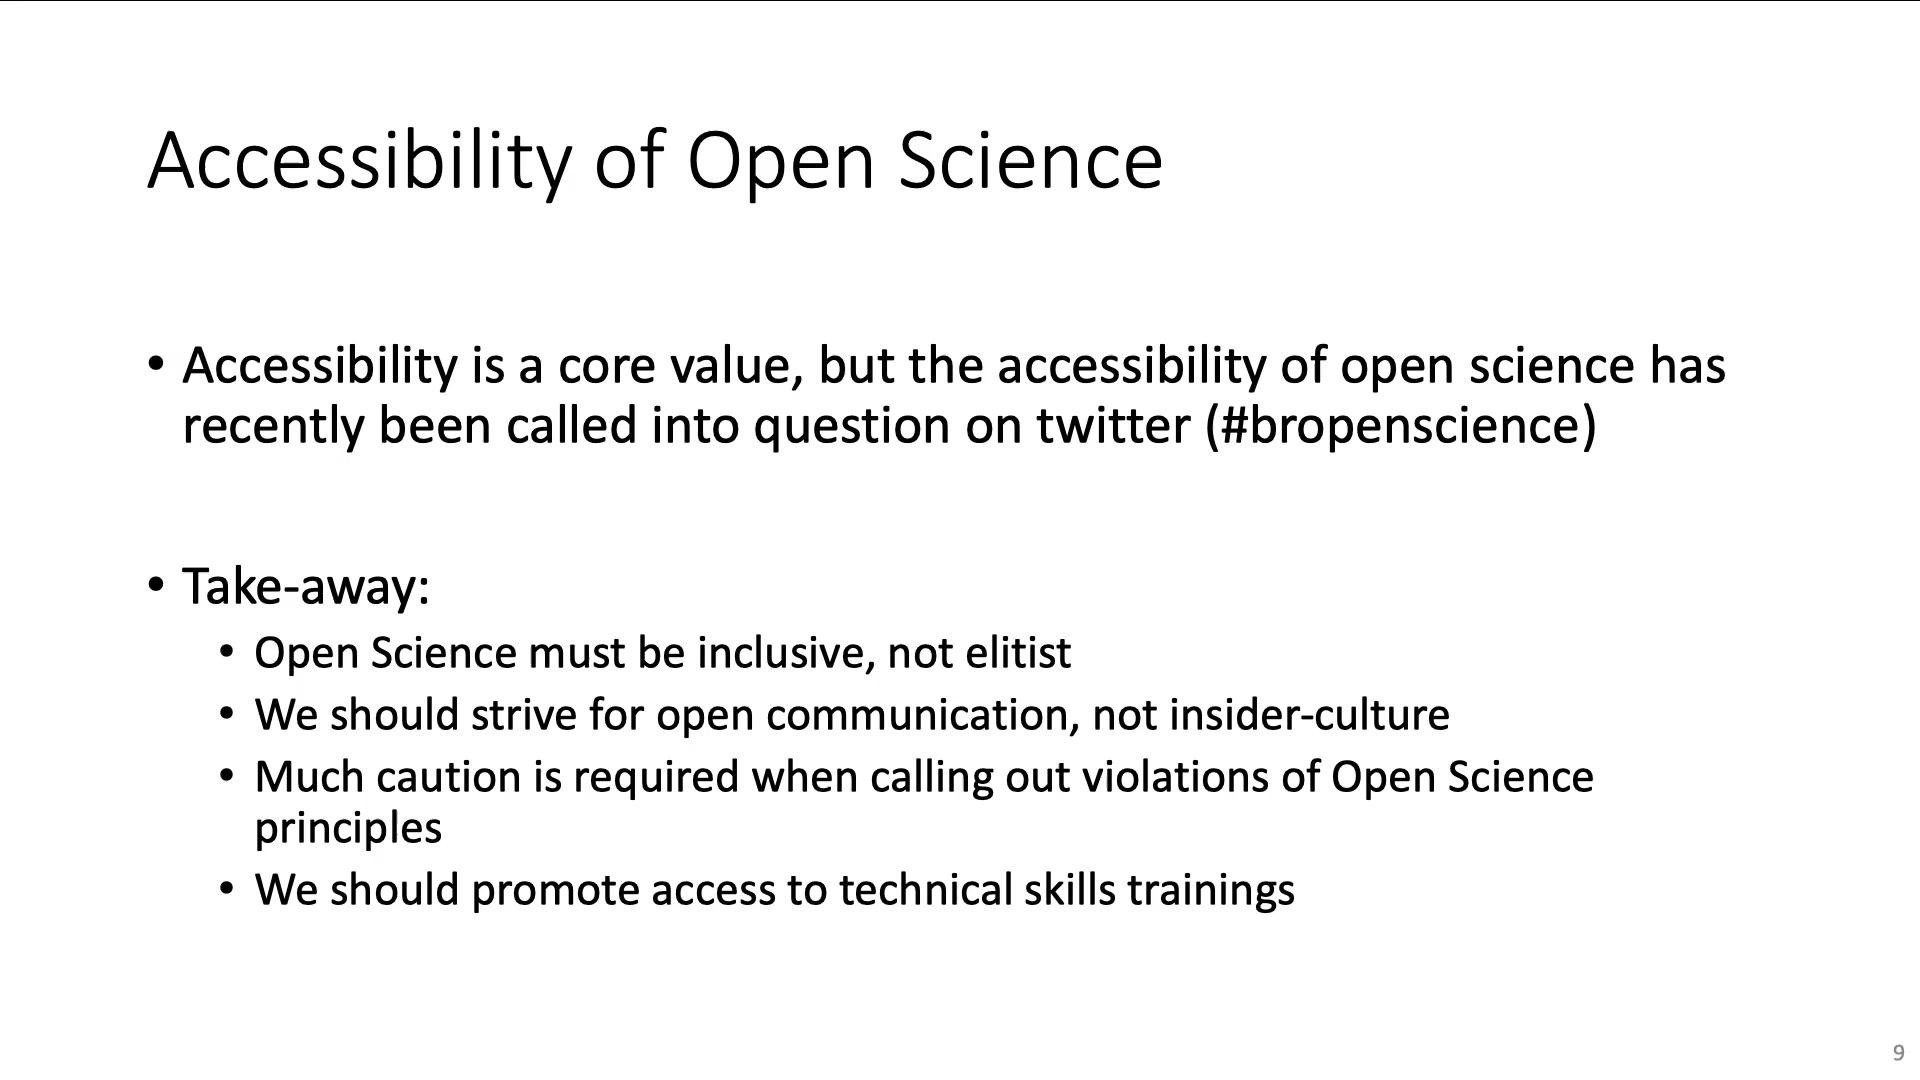 Accessibility of Open Science
• Accessibility is a core value, but the accessibility of open science has
recently been called into question on twitter (#bropenscience)
• Take-away:
• Open Science must be inclusive, not elitist
• We should strive for open communication, not insider-culture
• Much caution is required when calling out violations of Open Science
principles
• We should promote access to technical skills trainings
9